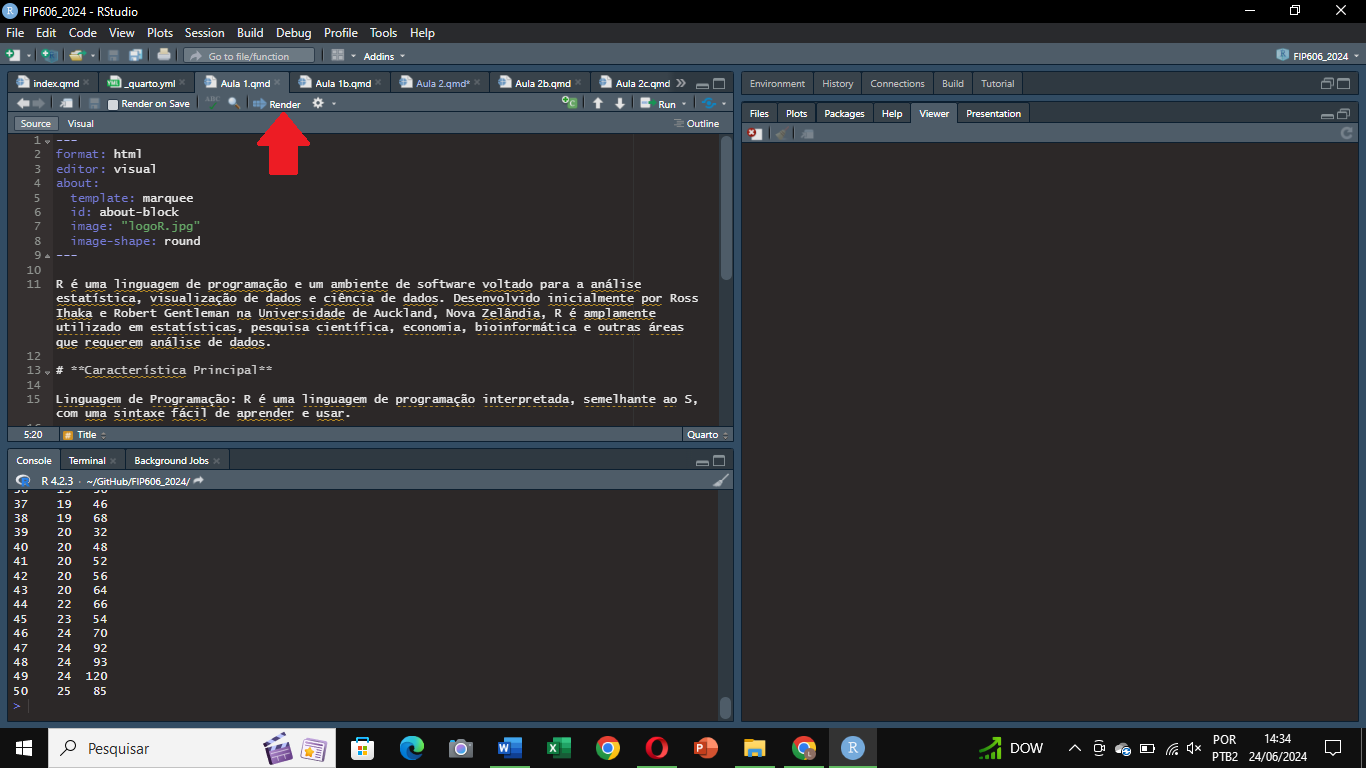 FIP606_2024 - RStudio
File Edit Code View Plots Session Build Debug Profile Tools Help
Go to file/function Addins FIP606_2024
index.qmd _quarto.yml Aula 1.qmd Aula 1b.qmd Aula 2.qmd* Aula 2b.qmd Aula 2c.qmd
Render on Save ABC Render Run
Source Visual Outline
1 ---
2 format: html
3 editor: visual
4 about:
5 template: marquee
6 id: about-block
7 image: "logoR.jpg"
8 image-shape: round
9 ---
10
11 R é uma linguagem de programação e um ambiente de software voltado para a análise
estatística, visualização de dados e ciência de dados. Desenvolvido inicialmente por Ross
Ihaka e Robert Gentleman na Universidade de Auckland, Nova Zelândia, R é amplamente
utilizado em estatísticas, pesquisa científica, economia, bioinformática e outras áreas
que requerem análise de dados.
12
13 # **Característica Principal**
14
15 Linguagem de Programação: R é uma linguagem de programação interpretada, semelhante ao S,
com uma sintaxe fácil de aprender e usar.
5:20 # Title Quarto
Console Terminal Background Jobs
R 4.2.3 · ~/GitHub/FIP606_2024/
37 19 46
38 19 68
39 20 32
40 20 48
41 20 52
42 20 56
43 20 64
44 22 66
45 23 54
46 24 70
47 24 92
48 24 93
49 24 120
50 25 85
>
Environment History Connections Build Tutorial
Files Plots Packages Help Viewer Presentation
Pesquisar
DOW
POR
PTB2
14:34
24/06/2024